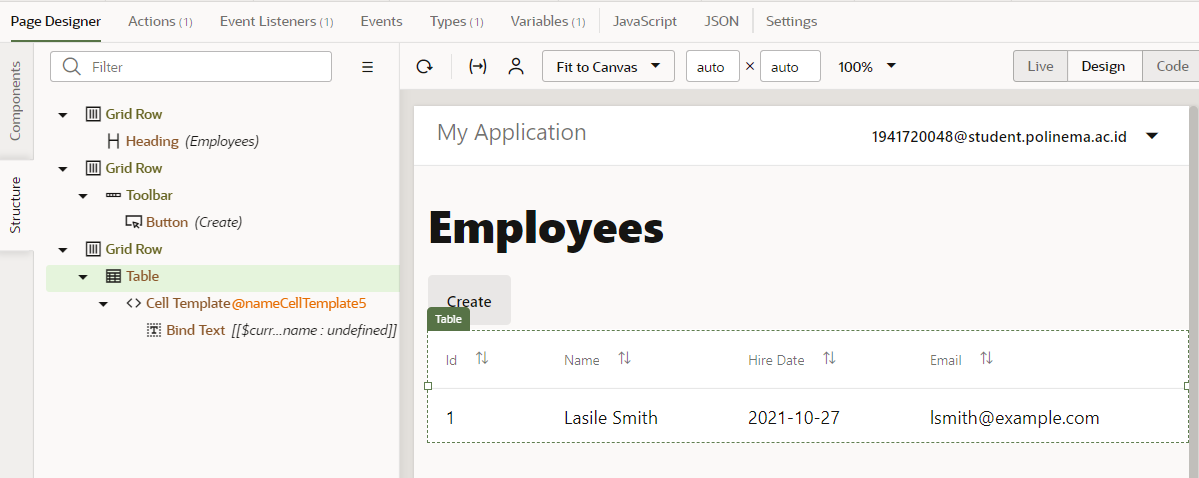 Page Designer Actions (1) Event Listeners (1) Events Types (1) Variables (1) JavaScript JSON Settings
Components
Structure
Filter
Grid Row
Heading (Employees)
Grid Row
Toolbar
Button (Create)
Grid Row
Table
Cell Template@nameCellTemplate5
Bind Text [[$curr...name : undefined]]
Fit to Canvas auto × auto 100% Live Design Code
My Application 1941720048@student.polinema.ac.id
Employees
Create
Table
Id Name Hire Date Email
1 Lasile Smith 2021-10-27 lsmith@example.com